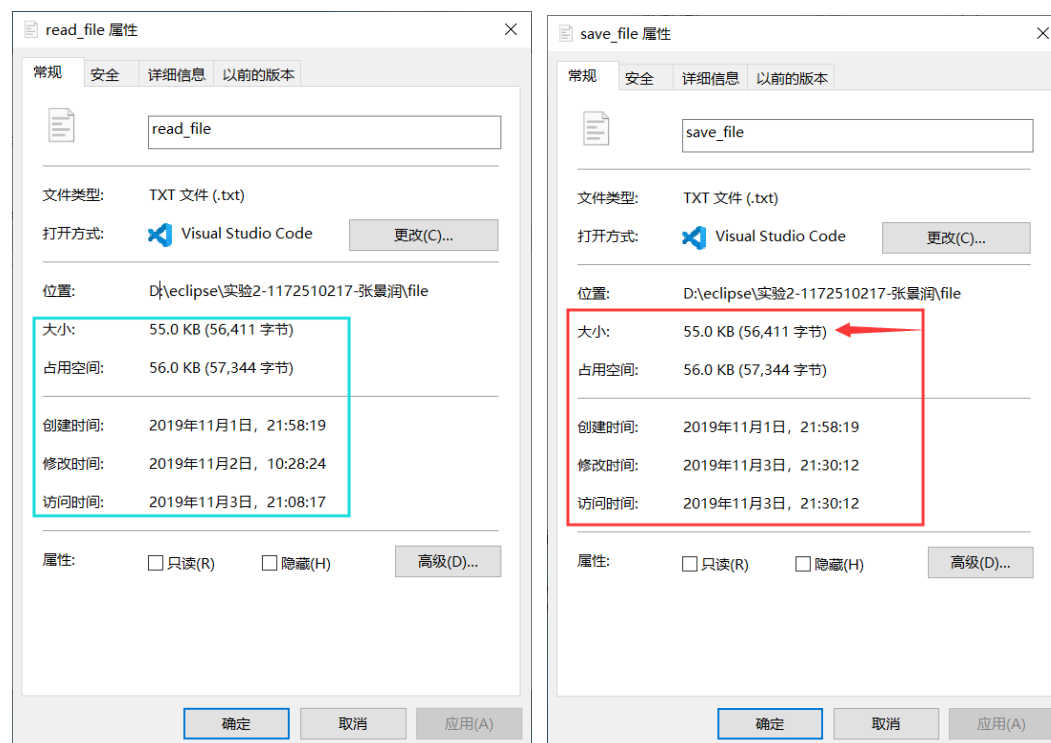 read_file 属性
常规 安全 详细信息 以前的版本
read_file
文件类型: TXT 文件 (.txt)
打开方式: Visual Studio Code 更改(C)...
位置: D:\eclipse\实验2-1172510217-张景润\file
大小: 55.0 KB (56,411 字节)
占用空间: 56.0 KB (57,344 字节)
创建时间: 2019年11月1日，21:58:19
修改时间: 2019年11月2日，10:28:24
访问时间: 2019年11月3日，21:08:17
属性: 只读(R) 隐藏(H) 高级(D)...
确定 取消 应用(A)
save_file 属性
常规 安全 详细信息 以前的版本
save_file
文件类型: TXT 文件 (.txt)
打开方式: Visual Studio Code 更改(C)...
位置: D:\eclipse\实验2-1172510217-张景润\file
大小: 55.0 KB (56,411 字节)
占用空间: 56.0 KB (57,344 字节)
创建时间: 2019年11月1日，21:58:19
修改时间: 2019年11月3日，21:30:12
访问时间: 2019年11月3日，21:30:12
属性: 只读(R) 隐藏(H) 高级(D)...
确定 取消 应用(A)